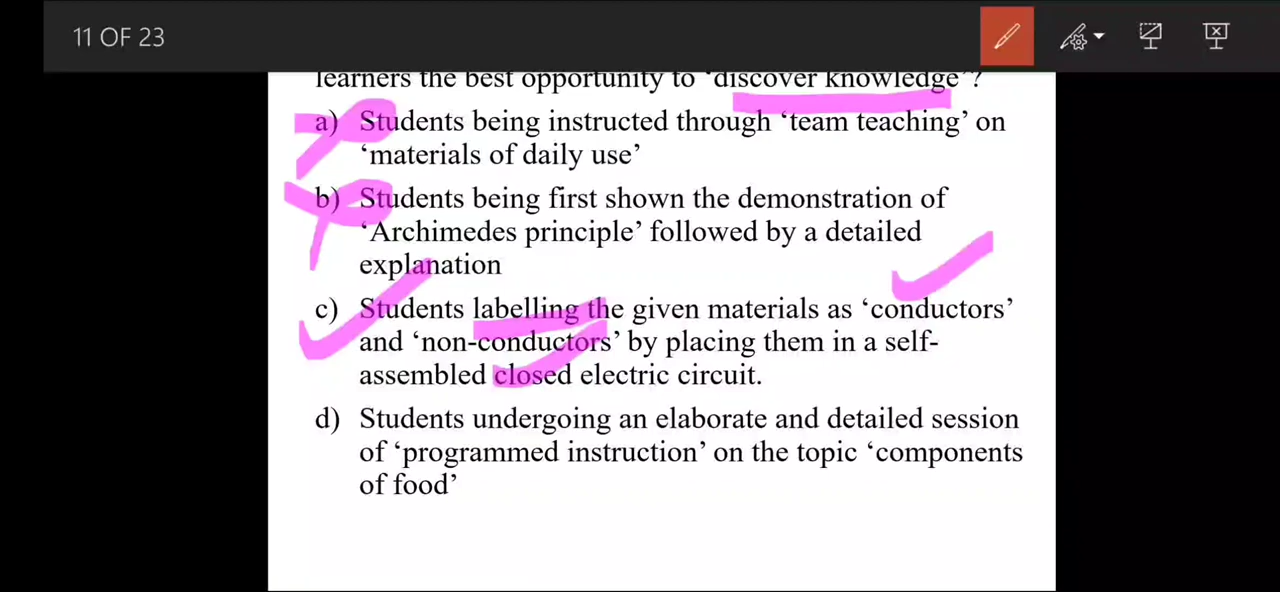 11 OF 23
learners the best opportunity to ‘discover knowledge’?
a) Students being instructed through ‘team teaching’ on
‘materials of daily use’
b) Students being first shown the demonstration of
‘Archimedes principle’ followed by a detailed
explanation
c) Students labelling the given materials as ‘conductors’
and ‘non-conductors’ by placing them in a self-
assembled closed electric circuit.
d) Students undergoing an elaborate and detailed session
of ‘programmed instruction’ on the topic ‘components
of food’